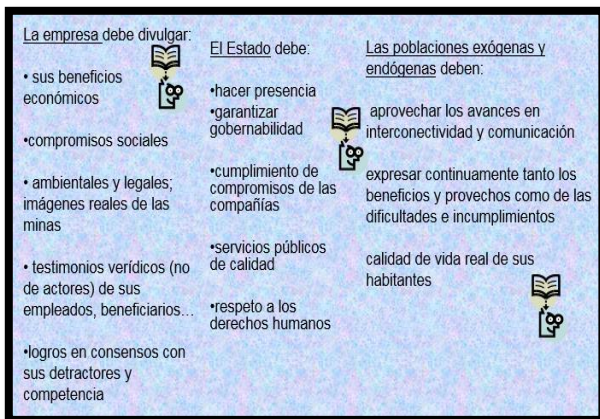 La empresa debe divulgar:
• sus beneficios
económicos
•compromisos sociales
• ambientales y legales;
imágenes reales de las
minas
• testimonios verídicos (no
de actores) de sus
empleados, beneficiarios…
•logros en consensos con
sus detractores y
competencia
El Estado debe:
•hacer presencia
•garantizar
gobernabilidad
•cumplimiento de
compromisos de las
compañías
•servicios públicos
de calidad
•respeto a los
derechos humanos
Las poblaciones exógenas y
endógenas deben:
aprovechar los avances en
interconectividad y comunicación
expresar continuamente tanto los
beneficios y provechos como de las
dificultades e incumplimientos
calidad de vida real de sus
habitantes